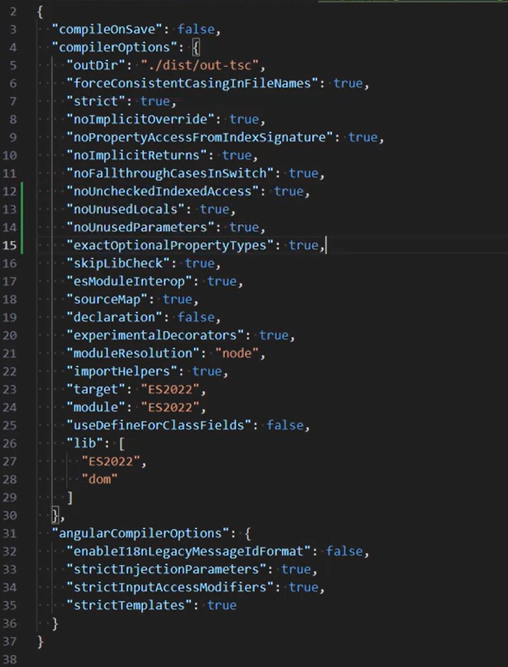 2 {
3 "compileOnSave": false,
4 "compilerOptions": {
5 "outDir": "./dist/out-tsc",
6 "forceConsistentCasingInFileNames": true,
7 "strict": true,
8 "noImplicitOverride": true,
9 "noPropertyAccessFromIndexSignature": true,
10 "noImplicitReturns": true,
11 "noFallthroughCasesInSwitch": true,
12 "noUncheckedIndexedAccess": true,
13 "noUnusedLocals": true,
14 "noUnusedParameters": true,
15 "exactOptionalPropertyTypes": true,
16 "skipLibCheck": true,
17 "esModuleInterop": true,
18 "sourceMap": true,
19 "declaration": false,
20 "experimentalDecorators": true,
21 "moduleResolution": "node",
22 "importHelpers": true,
23 "target": "ES2022",
24 "module": "ES2022",
25 "useDefineForClassFields": false,
26 "lib": [
27 "ES2022",
28 "dom"
29 ]
30 },
31 "angularCompilerOptions": {
32 "enableI18nLegacyMessageIdFormat": false,
33 "strictInjectionParameters": true,
34 "strictInputAccessModifiers": true,
35 "strictTemplates": true
36 }
37 }
38